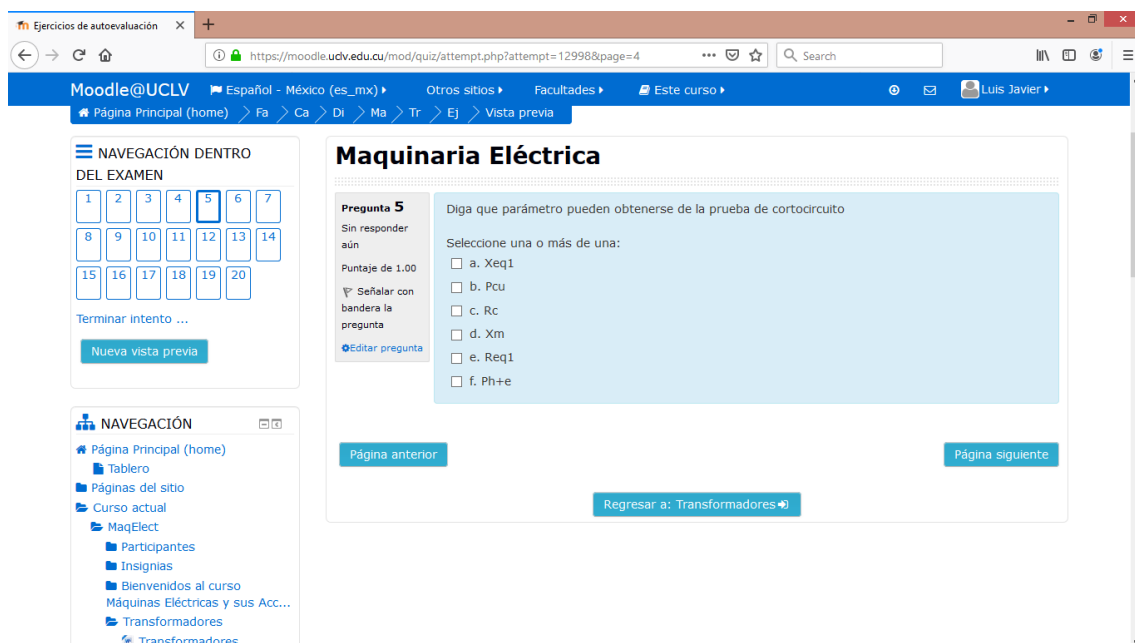 Ejercicios de autoevaluación
https://moodle.uclv.edu.cu/mod/quiz/attempt.php?attempt=12998&page=4
Search
Moodle@UCLV
Español - México (es_mx)
Otros sitios
Facultades
Este curso
Luis Javier
Página Principal (home) Fa Ca Di Ma Tr Ej Vista previa
NAVEGACIÓN DENTRO
DEL EXAMEN
1 2 3 4 5 6 7
8 9 10 11 12 13 14
15 16 17 18 19 20
Terminar intento ...
Nueva vista previa
NAVEGACIÓN
Página Principal (home)
Tablero
Páginas del sitio
Curso actual
MaqElect
Participantes
Insignias
Bienvenidos al curso
Máquinas Eléctricas y sus Acc...
Transformadores
Transformadores
Maquinaria Eléctrica
Pregunta 5
Sin responder
aún
Puntaje de 1.00
Señalar con
bandera la
pregunta
Editar pregunta
Diga que parámetro pueden obtenerse de la prueba de cortocircuito
Seleccione una o más de una:
a. Xeq1
b. Pcu
c. Rc
d. Xm
e. Req1
f. Ph+e
Página anterior
Página siguiente
Regresar a: Transformadores